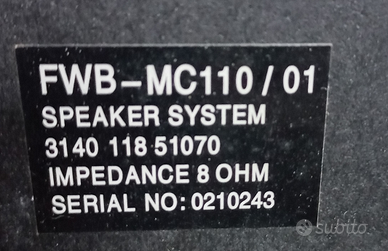 FWB-MC110/01
SPEAKER SYSTEM
3140 118 51070
IMPEDANCE 8 OHM
SERIAL NO: 0210243
subito